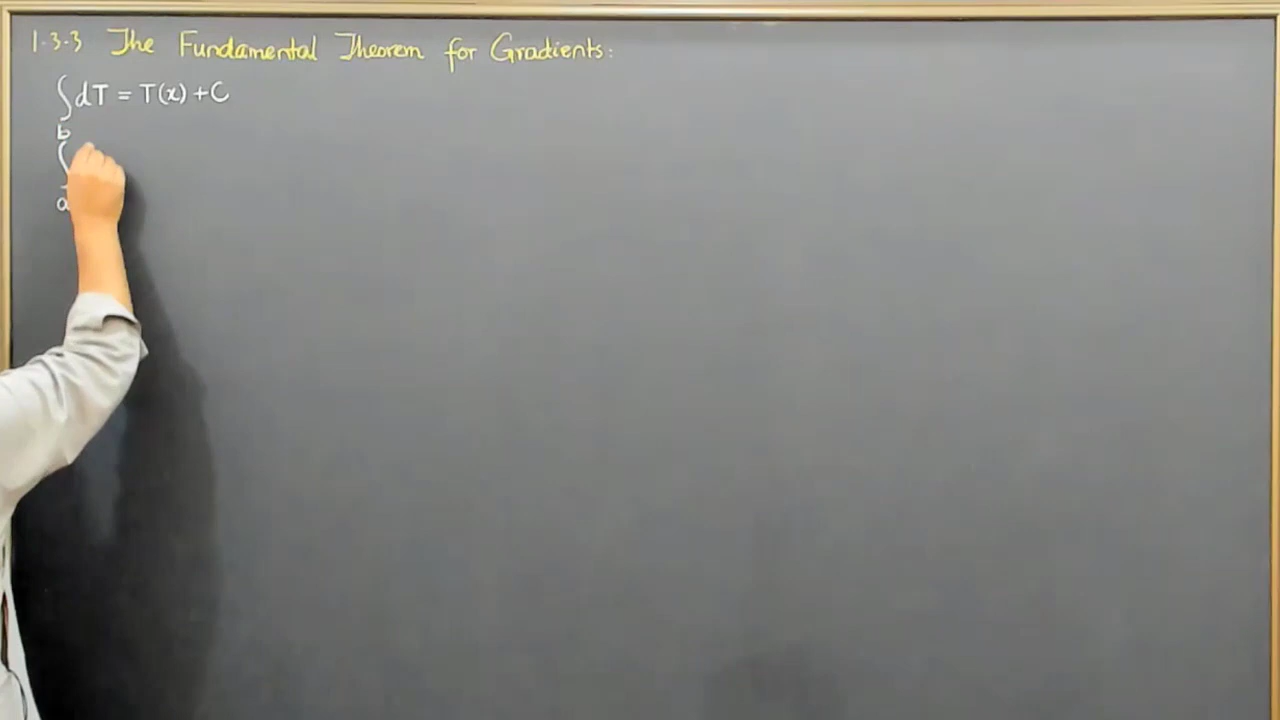 1.3.3 The Fundamental Theorem for Gradients:
∫dT = T(x) + C
b
∫
a